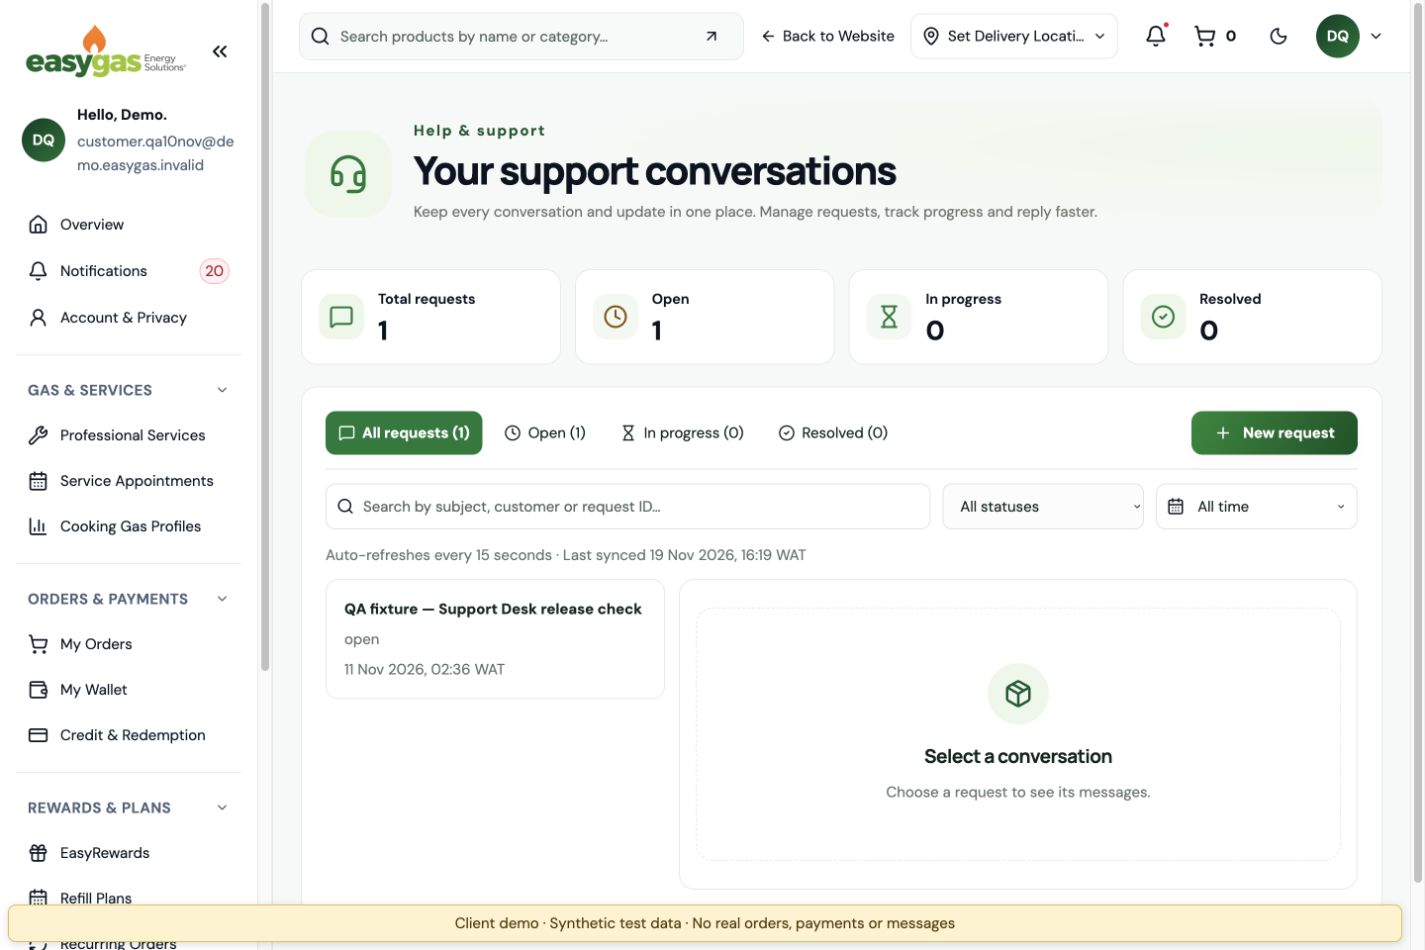 easygas Energy Solutions
Search products by name or category...
Back to Website
Set Delivery Locati...
0
DQ
DQ
Hello, Demo.
customer.qa10nov@de
mo.easygas.invalid
Overview
Notifications 20
Account & Privacy
GAS & SERVICES
Professional Services
Service Appointments
Cooking Gas Profiles
ORDERS & PAYMENTS
My Orders
My Wallet
Credit & Redemption
REWARDS & PLANS
EasyRewards
Refill Plans
Recurring Orders
Help & support
Your support conversations
Keep every conversation and update in one place. Manage requests, track progress and reply faster.
Total requests
1
Open
1
In progress
0
Resolved
0
All requests (1)
Open (1)
In progress (0)
Resolved (0)
New request
Search by subject, customer or request ID...
All statuses
All time
Auto-refreshes every 15 seconds · Last synced 19 Nov 2026, 16:19 WAT
QA fixture — Support Desk release check
open
11 Nov 2026, 02:36 WAT
Select a conversation
Choose a request to see its messages.
Client demo · Synthetic test data · No real orders, payments or messages